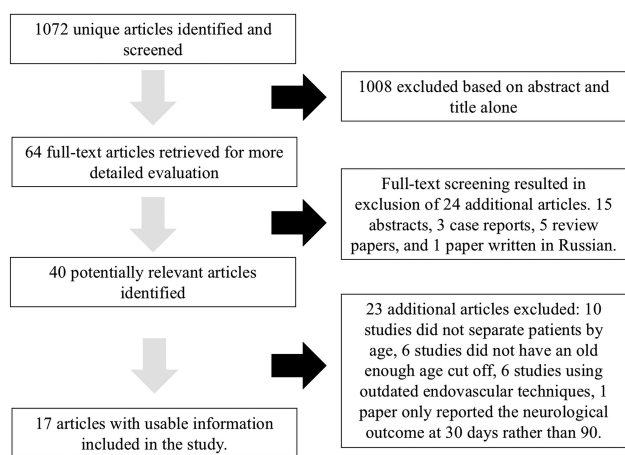 1072 unique articles identified and
screened
1008 excluded based on abstract and
title alone
64 full-text articles retrieved for more
detailed evaluation
Full-text screening resulted in
exclusion of 24 additional articles. 15
abstracts, 3 case reports, 5 review
papers, and 1 paper written in Russian.
40 potentially relevant articles
identified
23 additional articles excluded: 10
studies did not separate patients by
age, 6 studies did not have an old
enough age cut off, 6 studies using
outdated endovascular techniques, 1
paper only reported the neurological
outcome at 30 days rather than 90.
17 articles with usable information
included in the study.